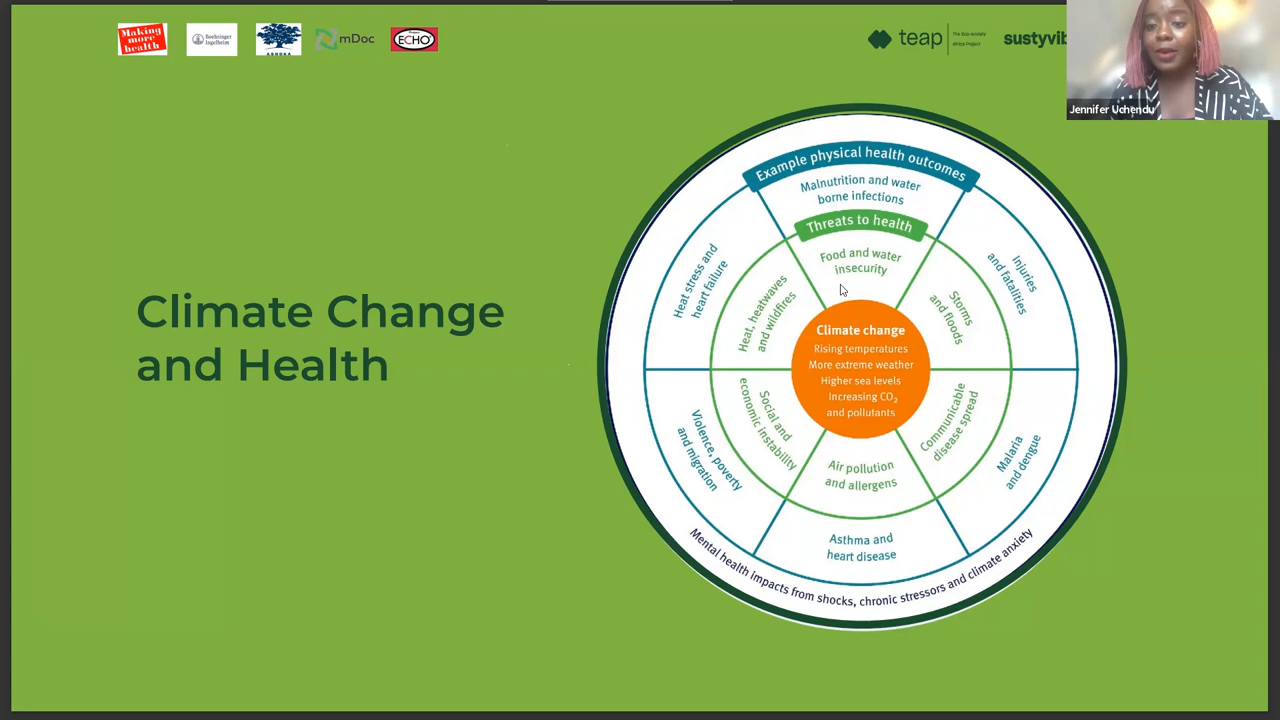 Making
more
health
Boehringer
Ingelheim
ASHOKA
mDoc
Project
ECHO
teap
The Eco-Anxiety
Africa Project
sustyvib
Jennifer Uchendu
Climate Change
and Health
Example physical health outcomes
Malnutrition and water
borne infections
Threats to health
Food and water
insecurity
Heat stress and
heart failure
Heat, heatwaves
and wildfires
Storms
and floods
Injuries
and fatalities
Climate change
Rising temperatures
More extreme weather
Higher sea levels
Increasing CO₂
and pollutants
Violence, poverty
and migration
Social and
economic instability
Air pollution
and allergens
Communicable
disease spread
Malaria
and dengue
Asthma and
heart disease
Mental health impacts from shocks, chronic stressors and climate anxiety